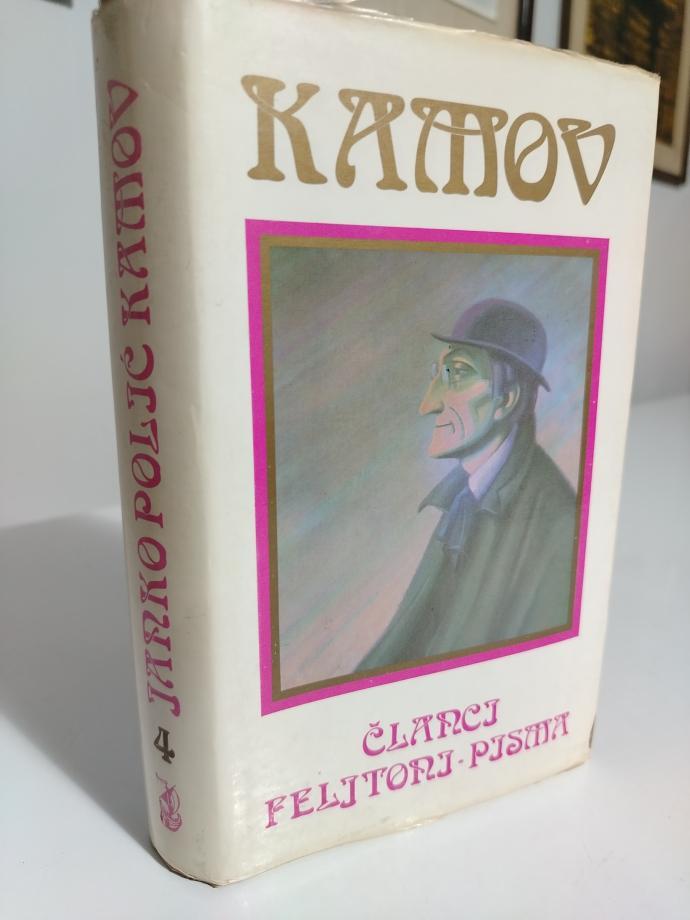 KAMOV
ČLANCI
FELJTONI-PISMA
JANKO POLIĆ KAMOV
4